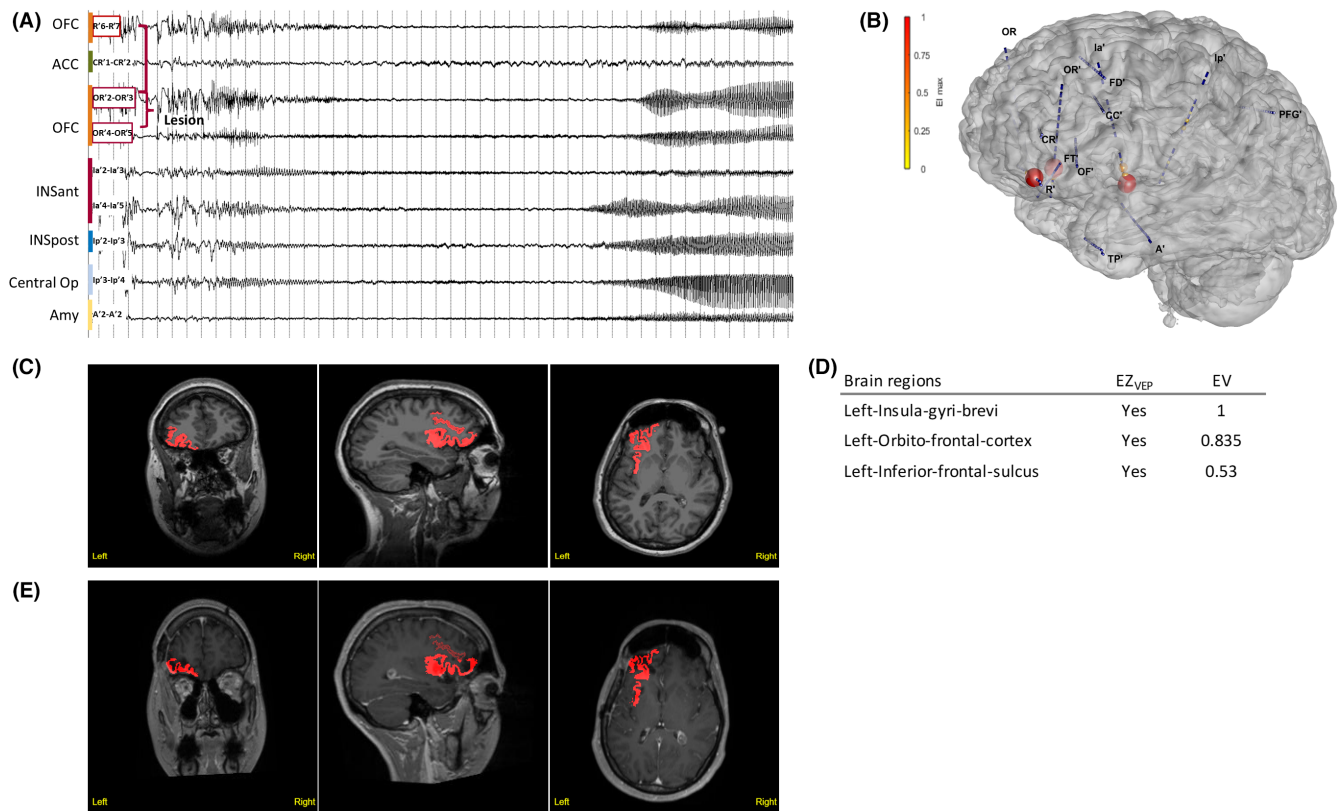 (A)
OFC
R'6-R'7
ACC
CR'1-CR'2
OFC
OR'2-OR'3
OR'4-OR'5
Lesion
INSant
Ia'2-Ia'3
Ia'4-Ia'5
INSpost
Ip'2-Ip'3
Central Op
Ip'3-Ip'4
Amy
A'2-A'2
(B)
1
0.75
0.5
0.25
0
EI max
OR
Ia'
Ip'
OR'
FD'
CC'
PFG'
CR'
FT'
OF'
R'
A'
TP'
(C)
Left
Right
Left
Right
Left
Right
(D)
Brain regions EZVEP EV
Left-Insula-gyri-brevi Yes 1
Left-Orbito-frontal-cortex Yes 0.835
Left-Inferior-frontal-sulcus Yes 0.53
(E)
Left
Right
Left
Right
Left
Right